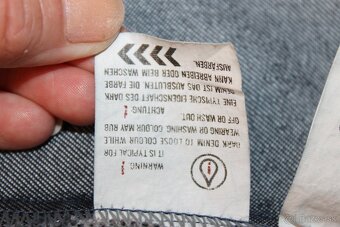 IT IS TYPICAL FOR
DARK DENIM TO LOOSE COLOUR WHILE
WEARING OR WASHING COLOUR MAY RUB
OFF OR WASH OUT
ACHTUNG
EINE TYPISCHE EIGENSCHAFT DES DARK
DENIM IST DAS AUSBLUTEN DIE FARBE
KANN ABREIBEN ODER BEIM WASCHEN
AUSFÄRBEN.